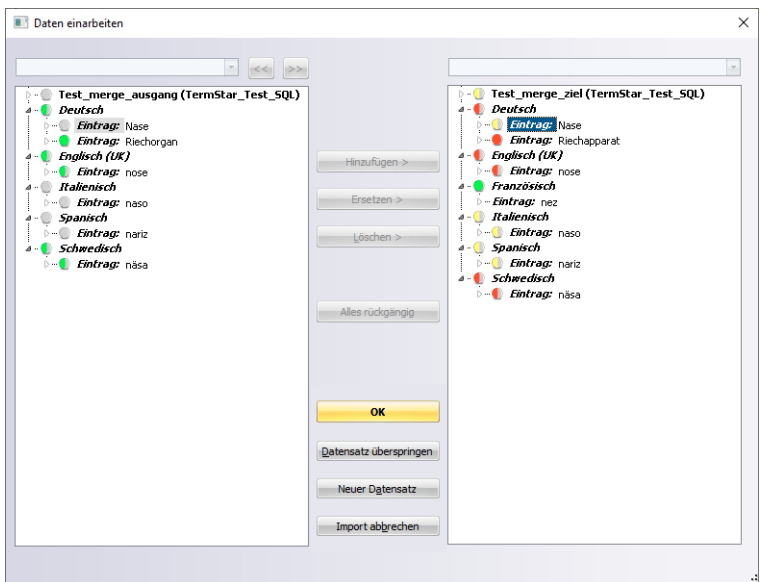 Daten einarbeiten
<< >>
Test_merge_ausgang (TermStar_Test_SQL)
Deutsch
Eintrag: Nase
Eintrag: Riechorgan
Englisch (UK)
Eintrag: nose
Italienisch
Eintrag: naso
Spanisch
Eintrag: nariz
Schwedisch
Eintrag: näsa
Hinzufügen >
Ersetzen >
Löschen >
Alles rückgängig
OK
Datensatz überspringen
Neuer Datensatz
Import abbrechen
Test_merge_ziel (TermStar_Test_SQL)
Deutsch
Eintrag: Nase
Eintrag: Riechapparat
Englisch (UK)
Eintrag: nose
Französisch
Eintrag: nez
Italienisch
Eintrag: naso
Spanisch
Eintrag: nariz
Schwedisch
Eintrag: näsa